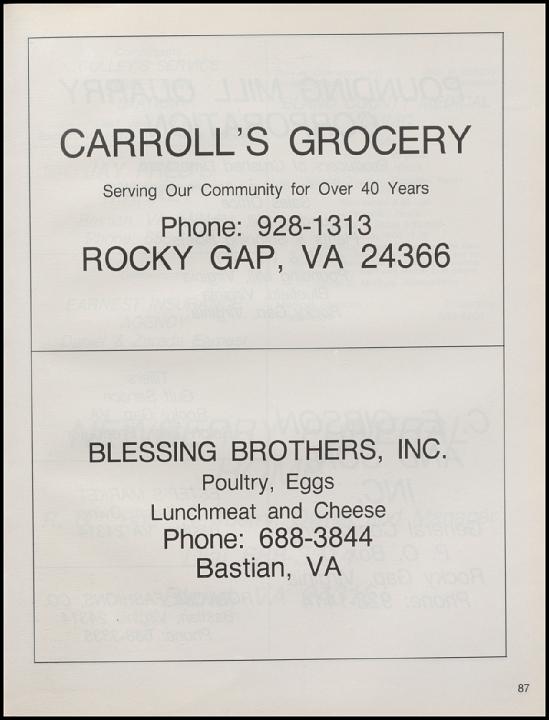 CARROLL'S GROCERY
Serving Our Community for Over 40 Years
Phone: 928-1313
ROCKY GAP, VA 24366
BLESSING BROTHERS, INC.
Poultry, Eggs
Lunchmeat and Cheese
Phone: 688-3844
Bastian, VA
87